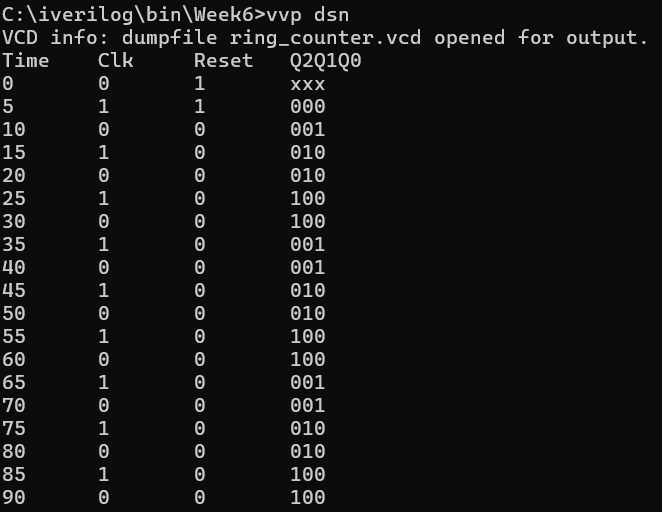 C:\iverilog\bin\Week6>vvp dsn
VCD info: dumpfile ring_counter.vcd opened for output.
Time Clk Reset Q2Q1Q0
0 0 1 xxx
5 1 1 000
10 0 0 001
15 1 0 010
20 0 0 010
25 1 0 100
30 0 0 100
35 1 0 001
40 0 0 001
45 1 0 010
50 0 0 010
55 1 0 100
60 0 0 100
65 1 0 001
70 0 0 001
75 1 0 010
80 0 0 010
85 1 0 100
90 0 0 100